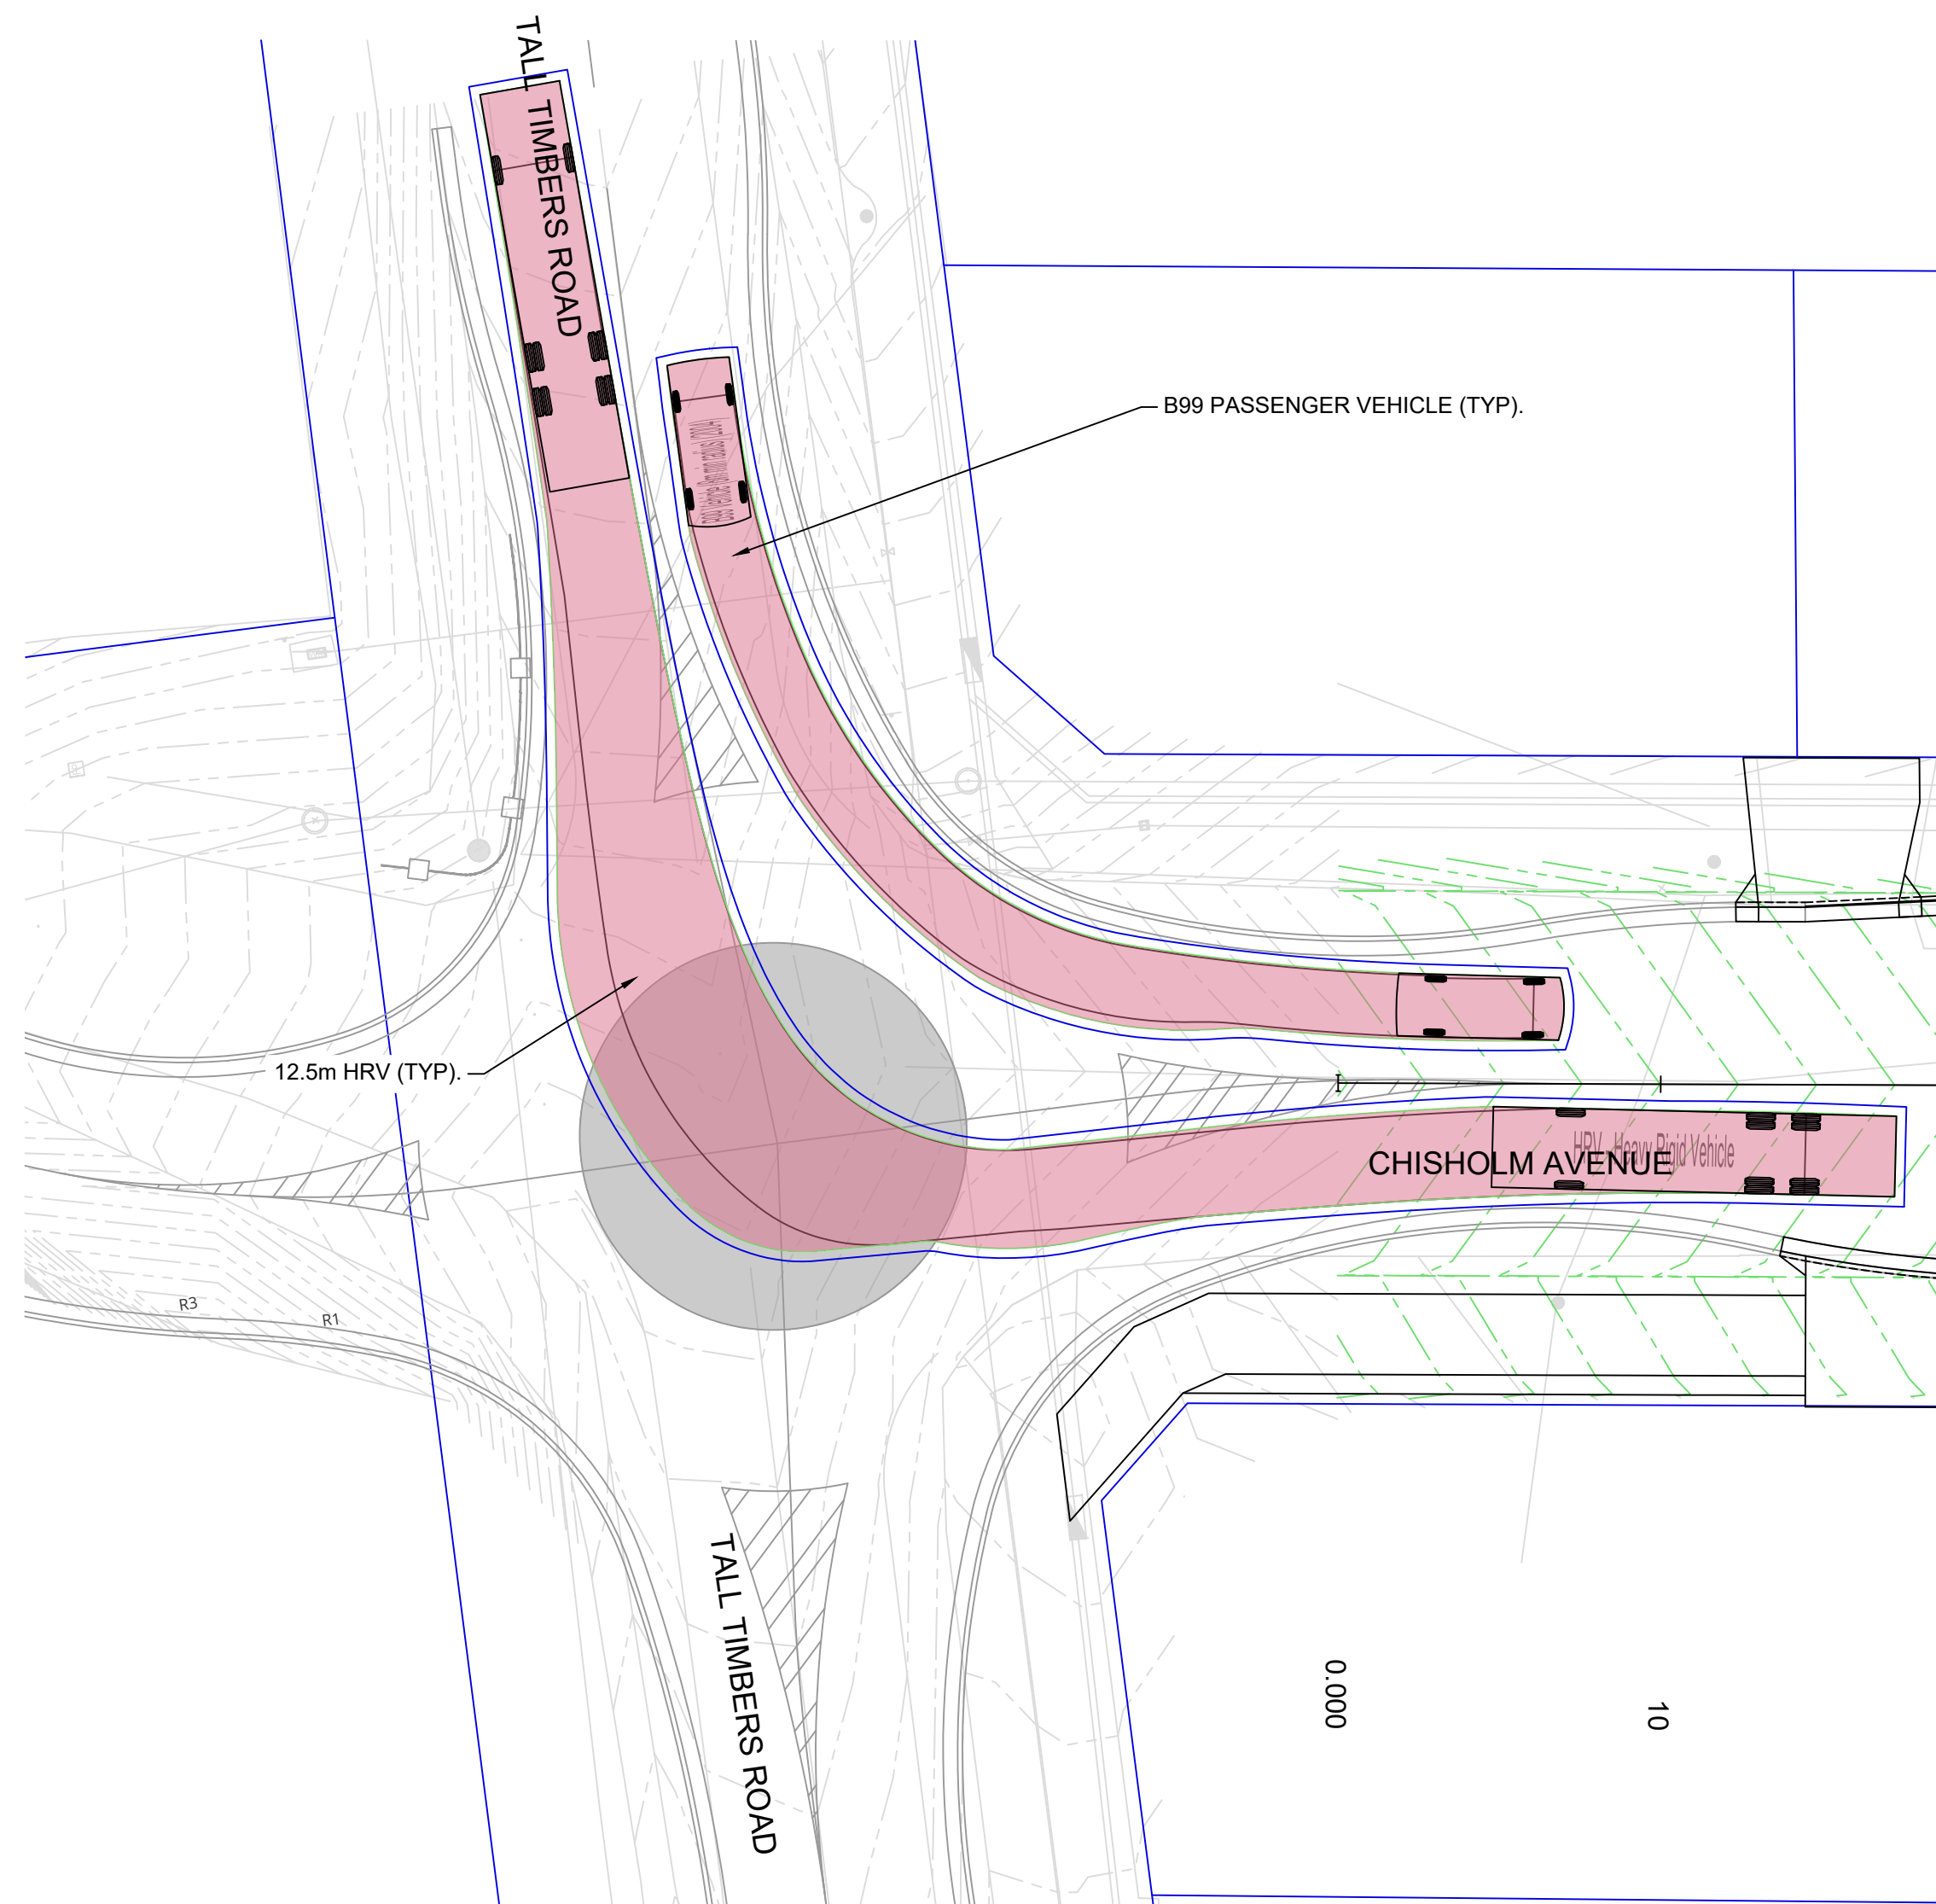 TALL TIMBERS ROAD
B99 PASSENGER VEHICLE (TYP).
12.5m HRV (TYP).
HRV - Heavy Rigid Vehicle
CHISHOLM AVENUE
R3
R1
TALL TIMBERS ROAD
0.000
10